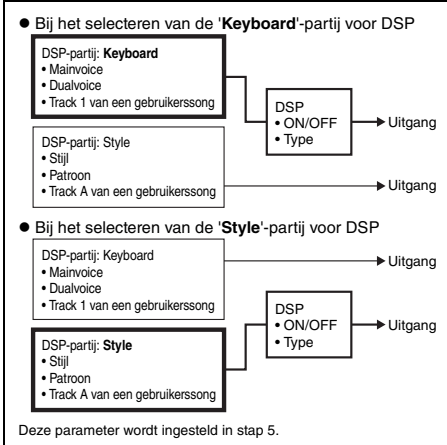 ● Bij het selecteren van de 'Keyboard'-partij voor DSP
DSP-partij: Keyboard
• Mainvoice
• Dualvoice
• Track 1 van een gebruikerssong
DSP
• ON/OFF
• Type
Uitgang
DSP-partij: Style
• Stijl
• Patroon
• Track A van een gebruikerssong
Uitgang
● Bij het selecteren van de 'Style'-partij voor DSP
DSP-partij: Keyboard
• Mainvoice
• Dualvoice
• Track 1 van een gebruikerssong
Uitgang
DSP
• ON/OFF
• Type
Uitgang
DSP-partij: Style
• Stijl
• Patroon
• Track A van een gebruikerssong
Deze parameter wordt ingesteld in stap 5.